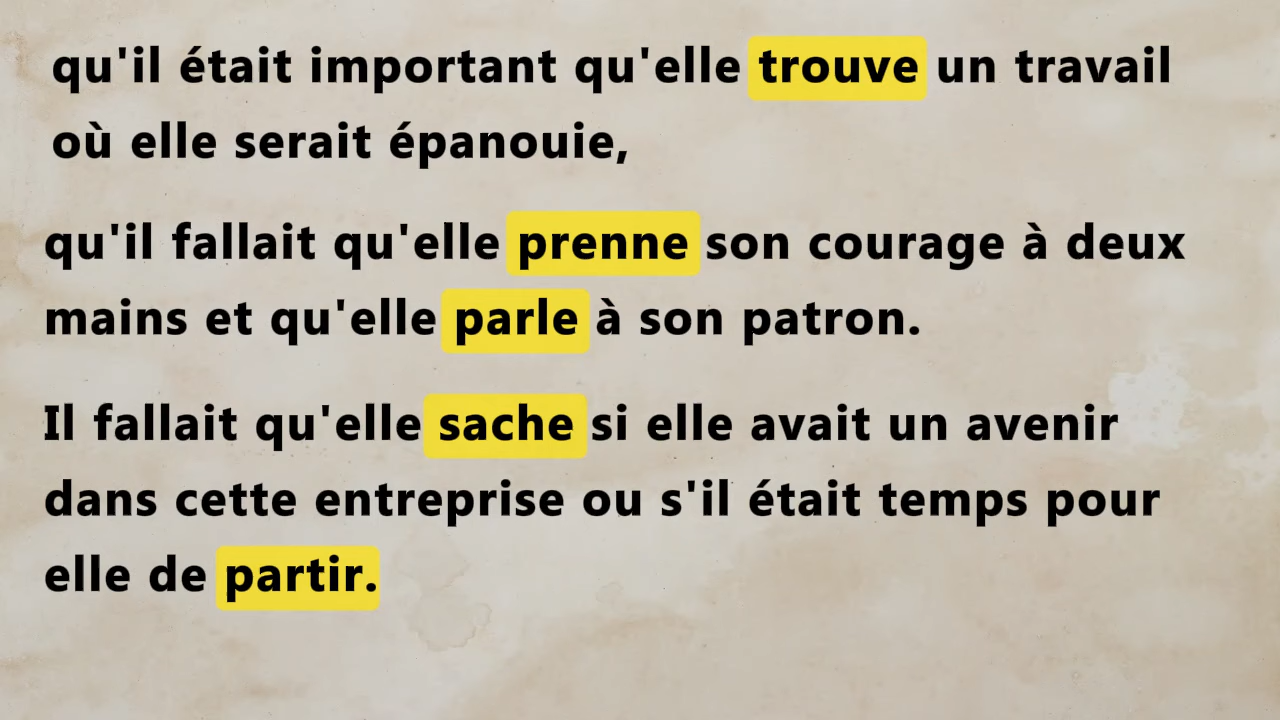 qu'il était important qu'elle trouve un travail
où elle serait épanouie,
qu'il fallait qu'elle prenne son courage à deux
mains et qu'elle parle à son patron.
Il fallait qu'elle sache si elle avait un avenir
dans cette entreprise ou s'il était temps pour
elle de partir.